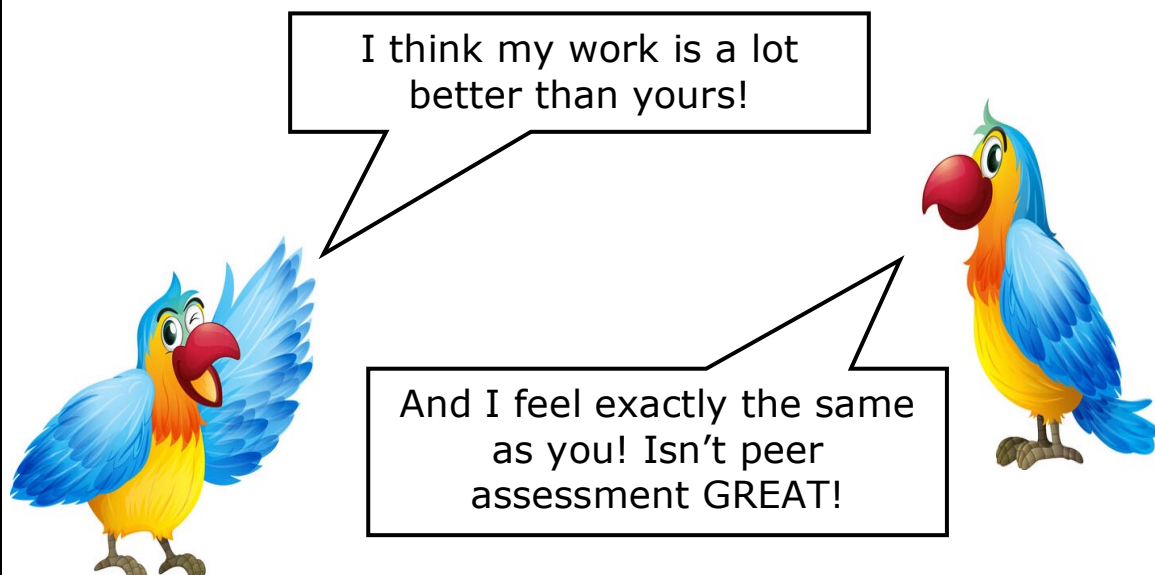 I think my work is a lot
better than yours!
And I feel exactly the same
as you! Isn’t peer
assessment GREAT!